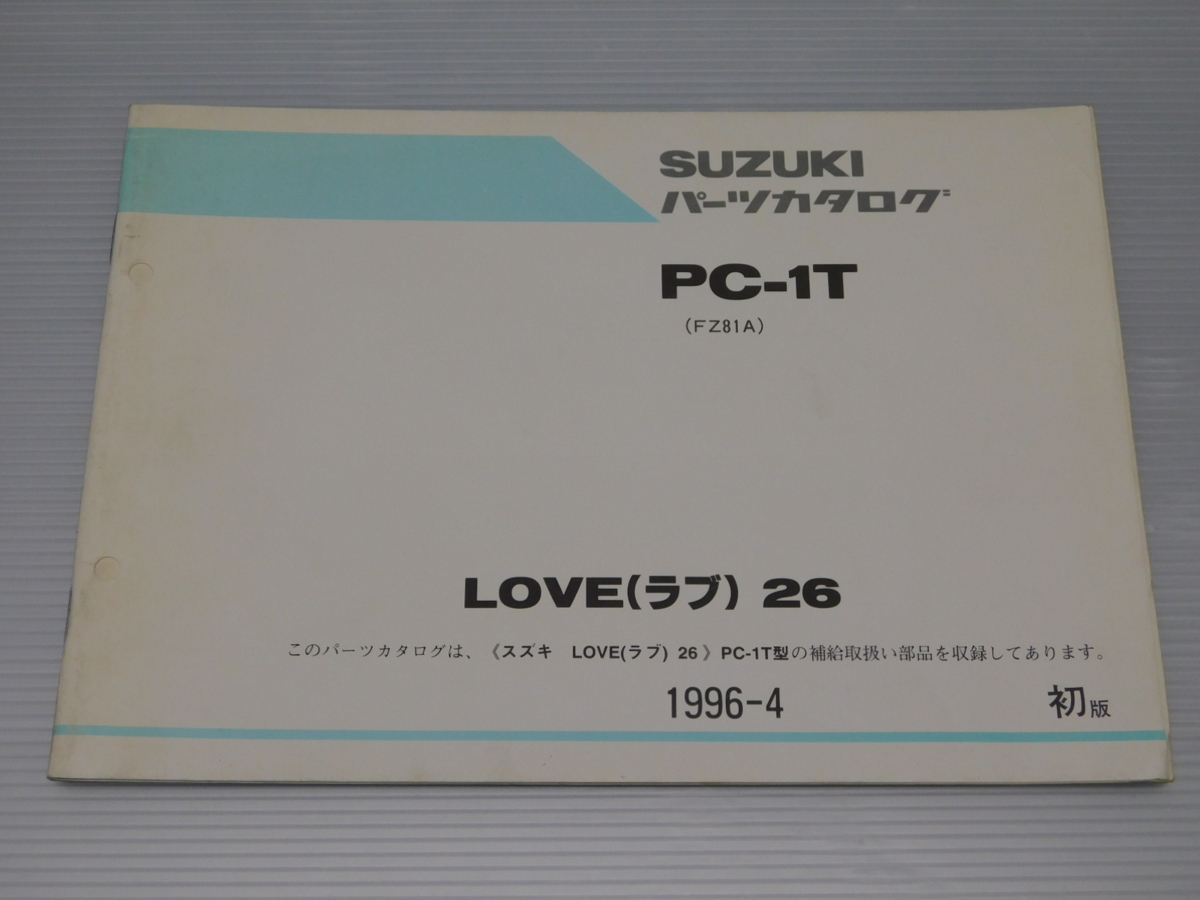 SUZUKI
パーツカタログ
PC-1T
(FZ81A)
LOVE(ラブ) 26
このパーツカタログは、《スズキ LOVE(ラブ) 26》PC-1T型の補給取扱い部品を収録してあります。
1996-4 初版